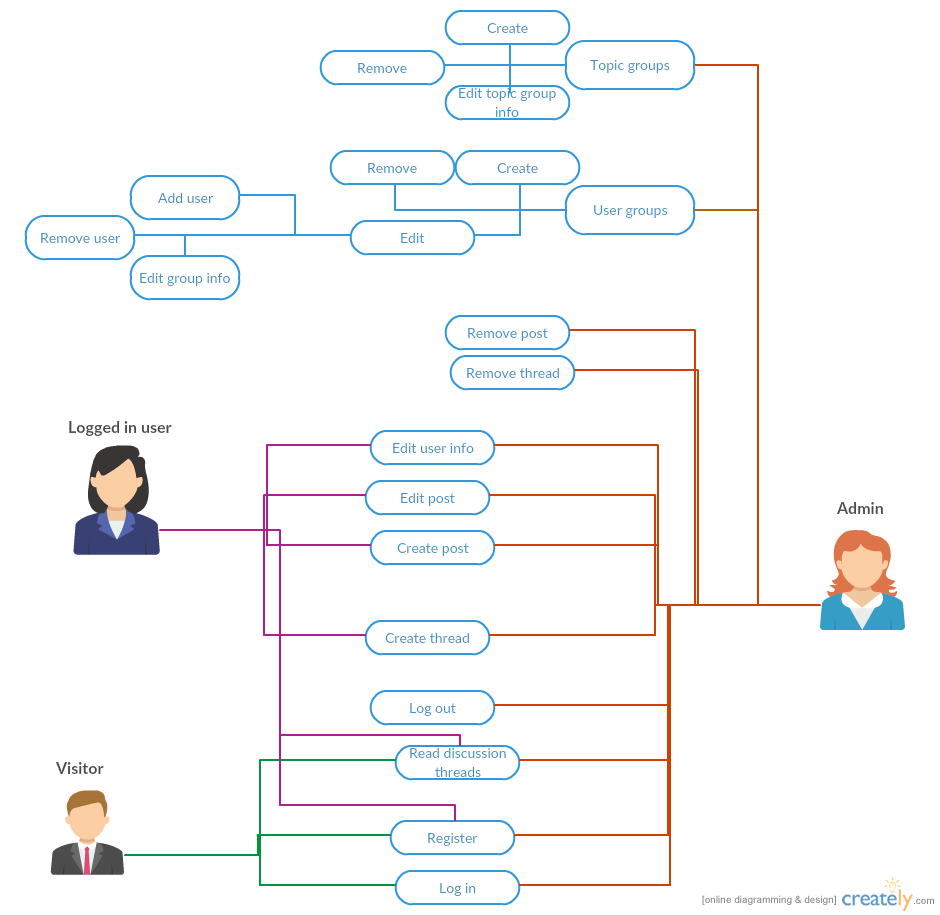 Create
Topic groups
Remove
Edit topic group
info
Remove
Create
Add user
User groups
Remove user
Edit
Edit group info
Remove post
Remove thread
Logged in user
Edit user info
Edit post
Admin
Create post
Create thread
Log out
Read discussion
threads
Visitor
Register
Log in
[online diagramming & design] creately.com